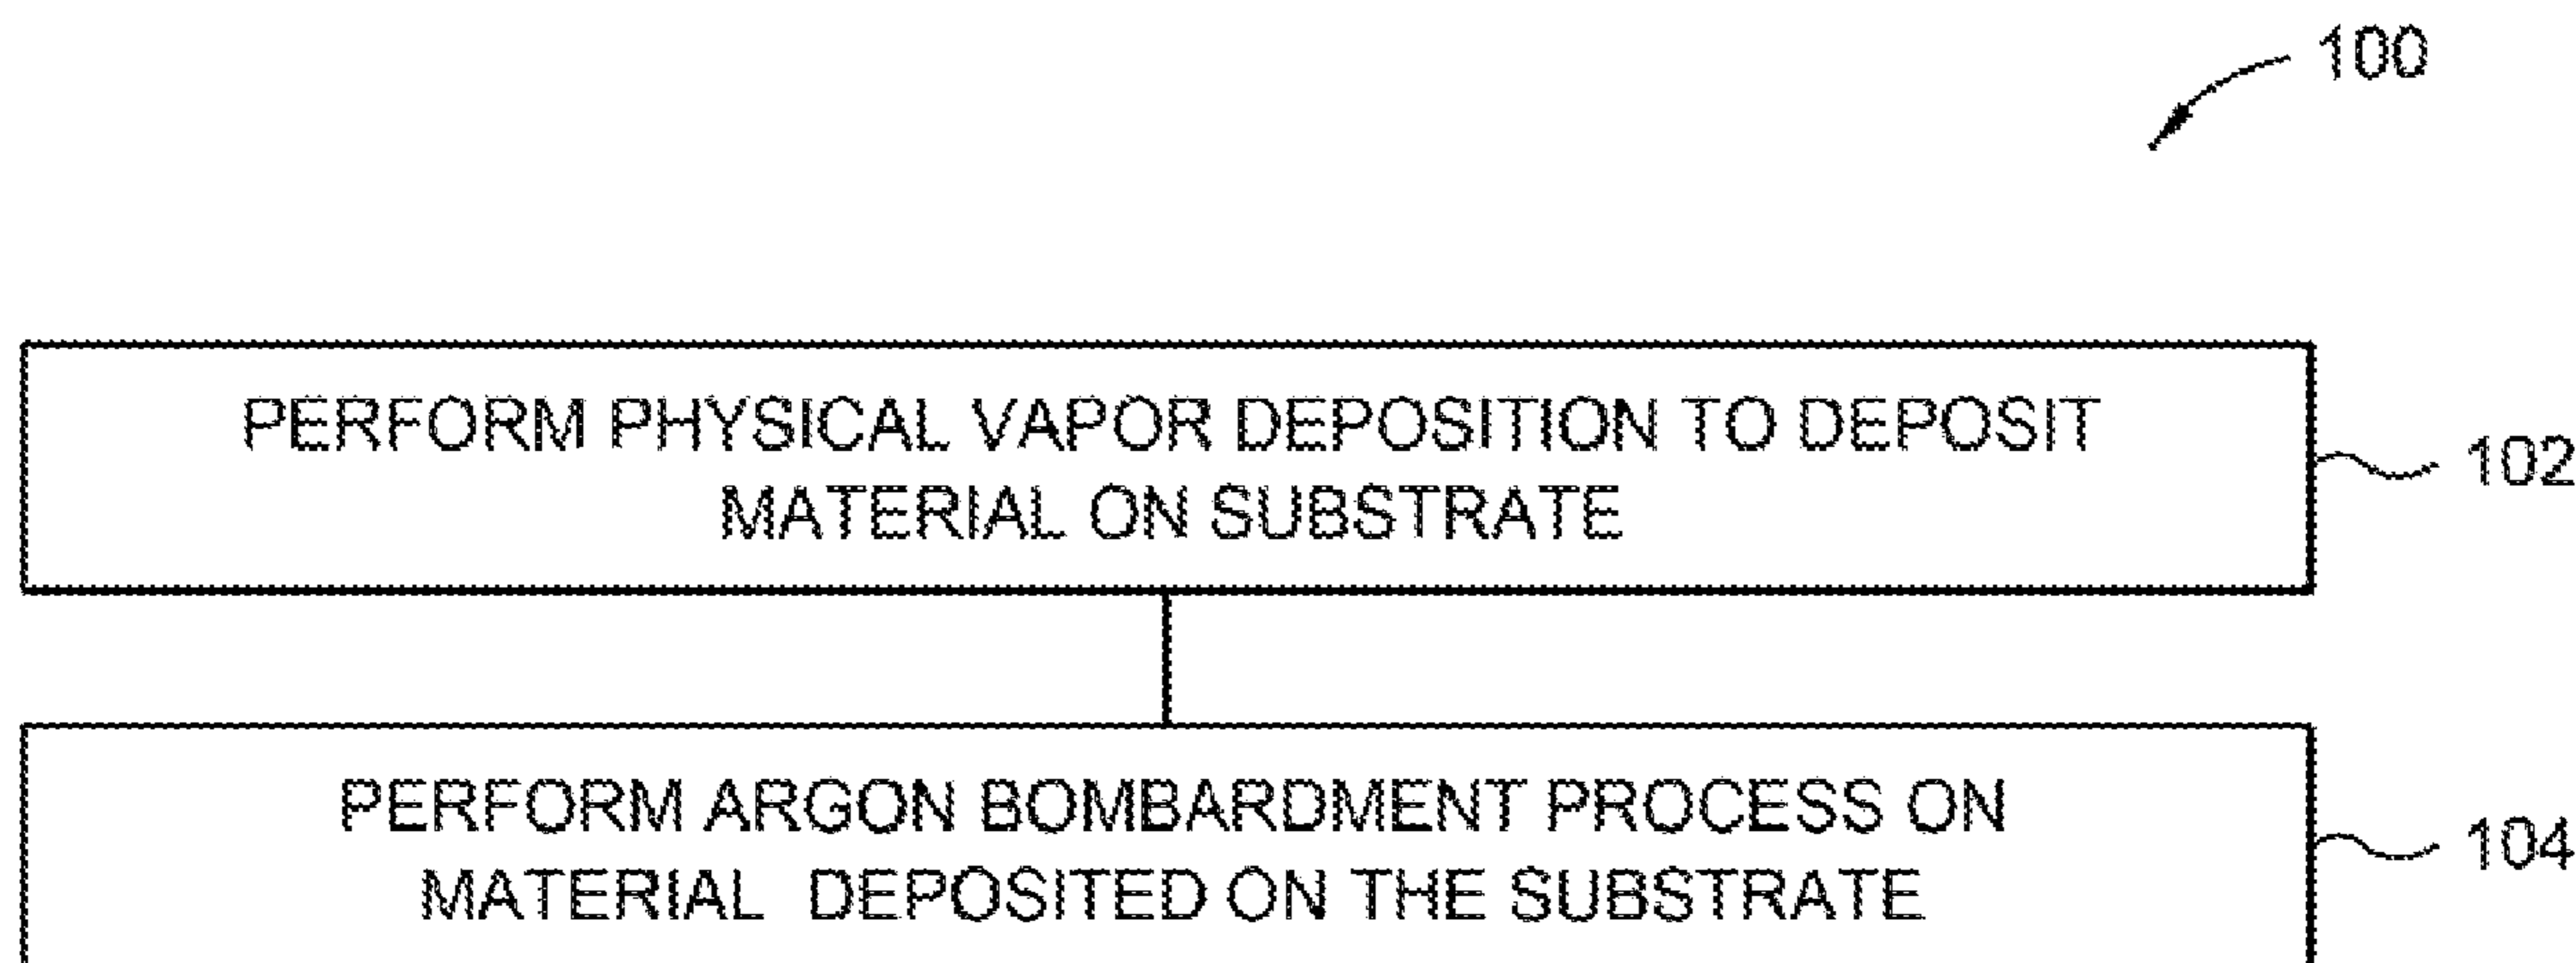 100
PERFORM PHYSICAL VAPOR DEPOSITION TO DEPOSIT
MATERIAL ON SUBSTRATE
102
PERFORM ARGON BOMBARDMENT PROCESS ON
MATERIAL DEPOSITED ON THE SUBSTRATE
104